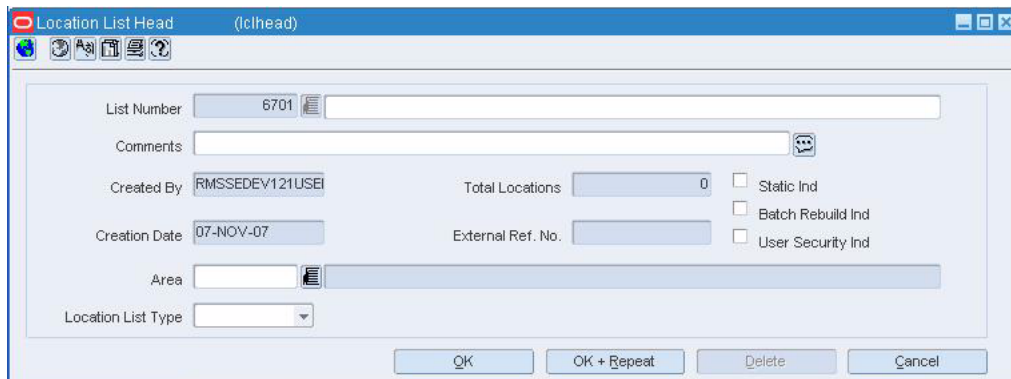 Location List Head (lclhead)
List Number 6701
Comments
Created By RMSSEDEV121USEI Total Locations 0 Static Ind
Batch Rebuild Ind
Creation Date 07-NOV-07 External Ref. No. User Security Ind
Area
Location List Type
OK OK + Repeat Delete Cancel